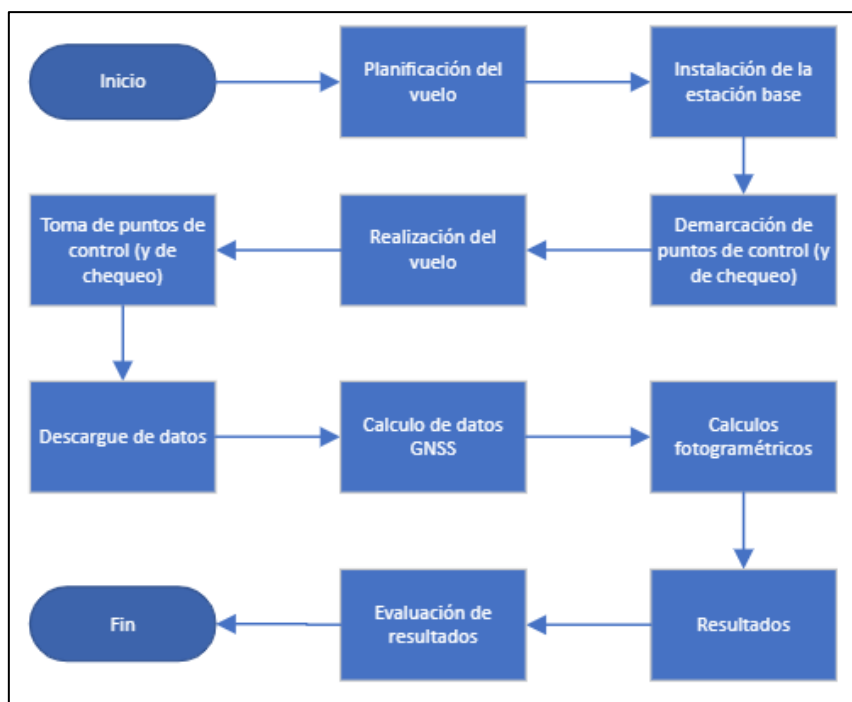 Inicio
Planificación del
vuelo
Instalación de la
estación base
Demarcación de
puntos de control (y
de chequeo)
Realización del
vuelo
Toma de puntos de
control (y de
chequeo)
Descargue de datos
Calculo de datos
GNSS
Calculos
fotogramétricos
Resultados
Evaluación de
resultados
Fin